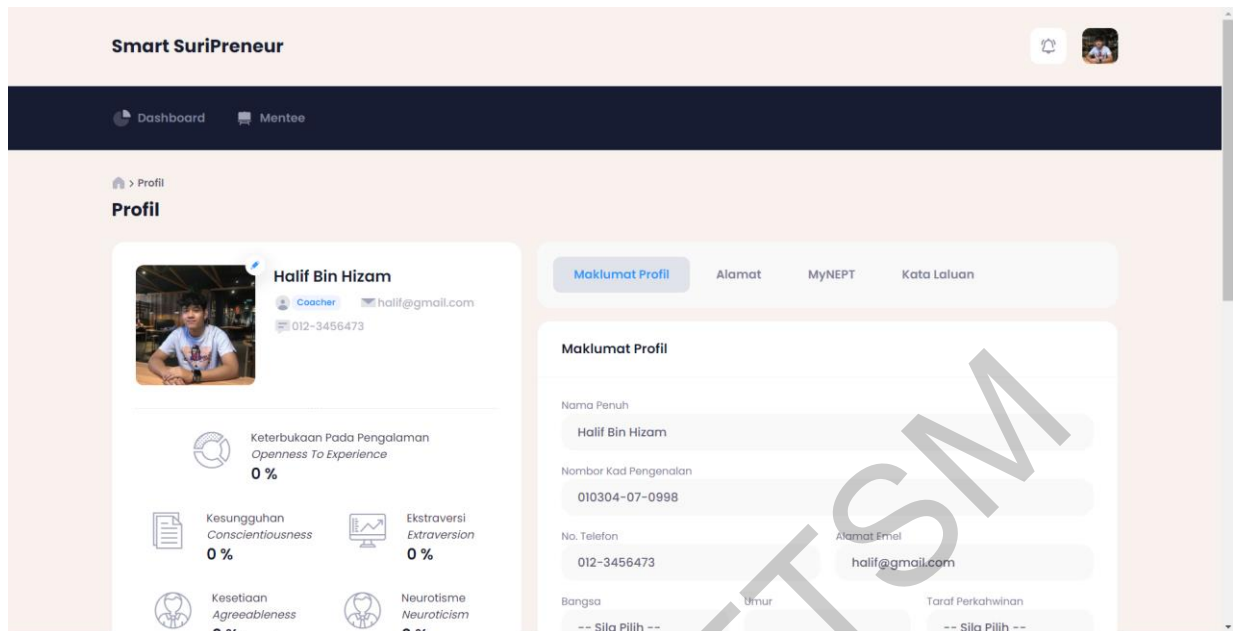 Smart SuriPreneur
Dashboard Mentee
> Profil
Profil
Halif Bin Hizam
Coacher halif@gmail.com
012-3456473
Keterbukaan Pada Pengalaman
Openness To Experience
0 %
Kesungguhan
Conscientiousness
0 %
Ekstraversi
Extraversion
0 %
Kesetiaan
Agreeableness
Neurotisme
Neuroticism
Maklumat Profil Alamat MyNEPT Kata Laluan
Maklumat Profil
Nama Penuh
Halif Bin Hizam
Nombor Kad Pengenalan
010304-07-0998
No. Telefon Alamat Emel
012-3456473 halif@gmail.com
Bangsa Umur Taraf Perkahwinan
-- Sila Pilih -- -- Sila Pilih --
TSM